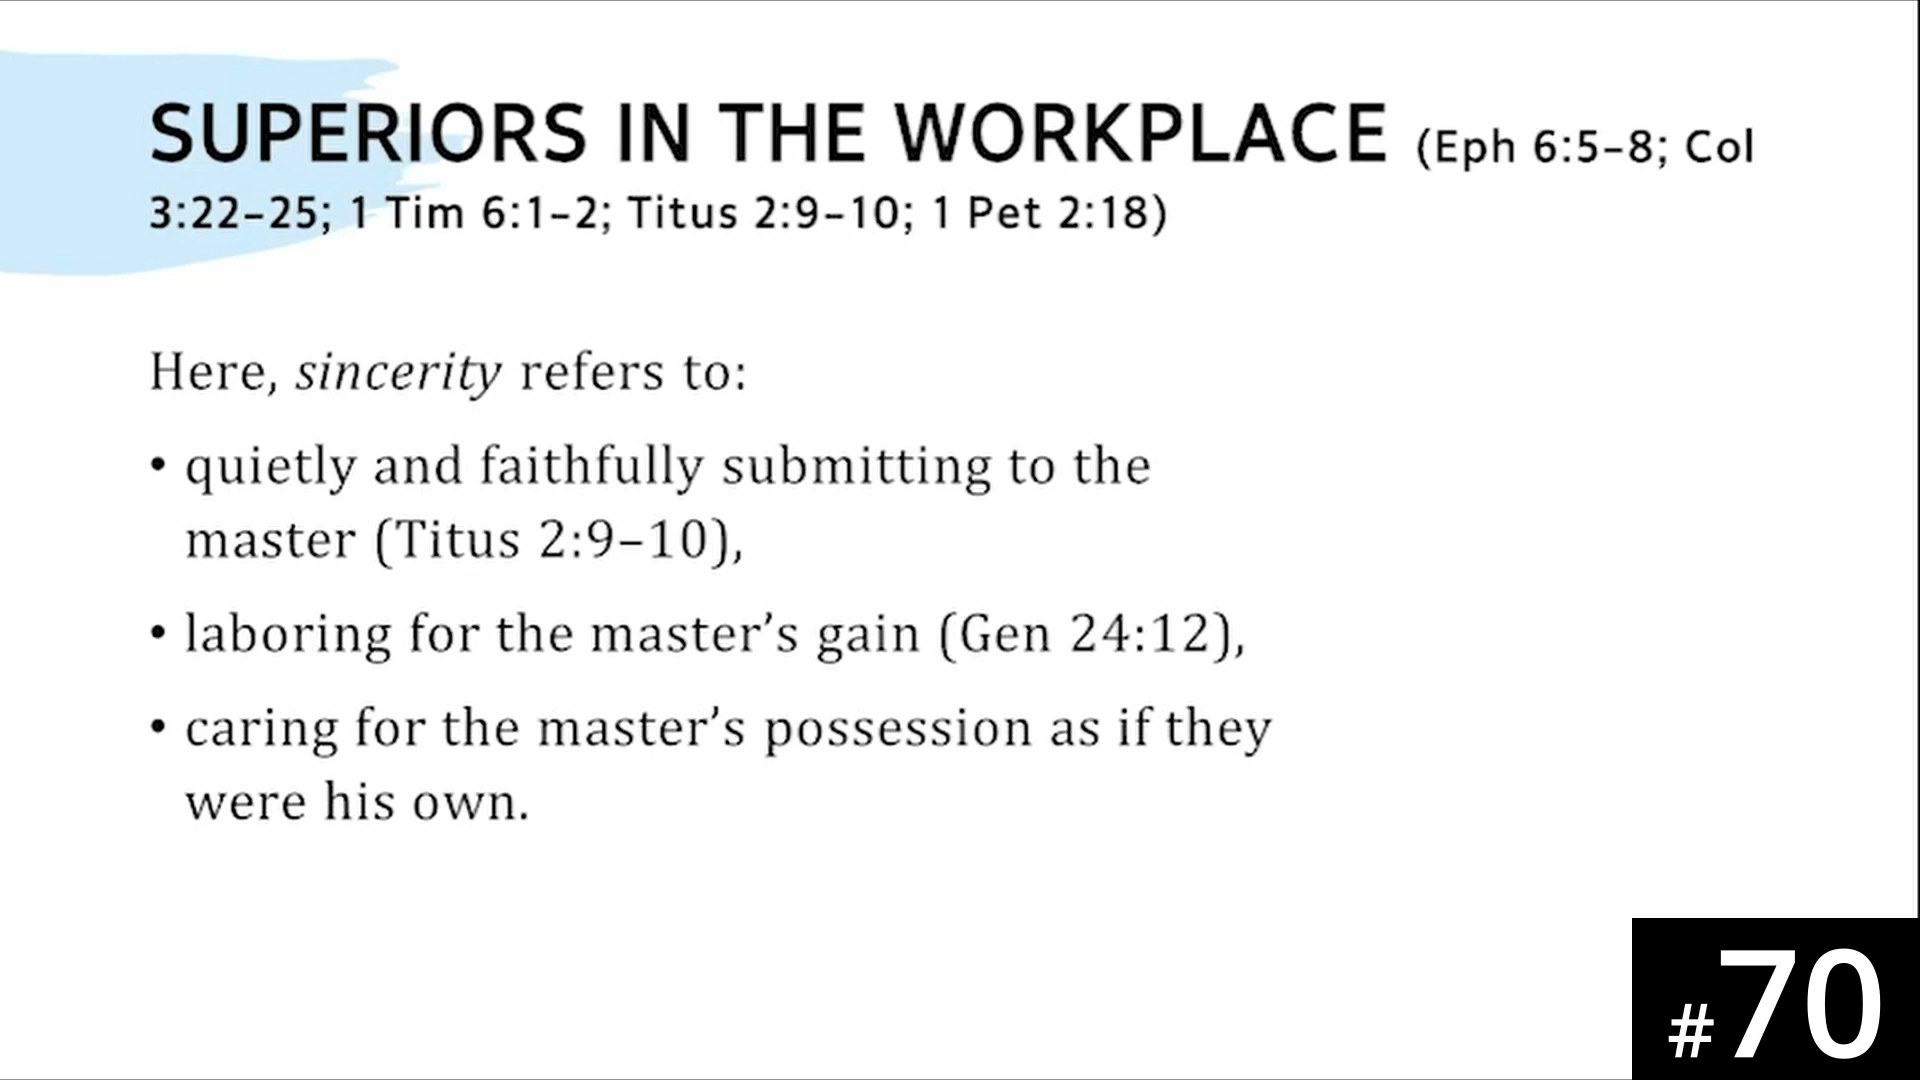 SUPERIORS IN THE WORKPLACE (Eph 6:5–8; Col
3:22–25; 1 Tim 6:1–2; Titus 2:9–10; 1 Pet 2:18)
Here, sincerity refers to:
• quietly and faithfully submitting to the
master (Titus 2:9–10),
• laboring for the master’s gain (Gen 24:12),
• caring for the master’s possession as if they
were his own.
#70